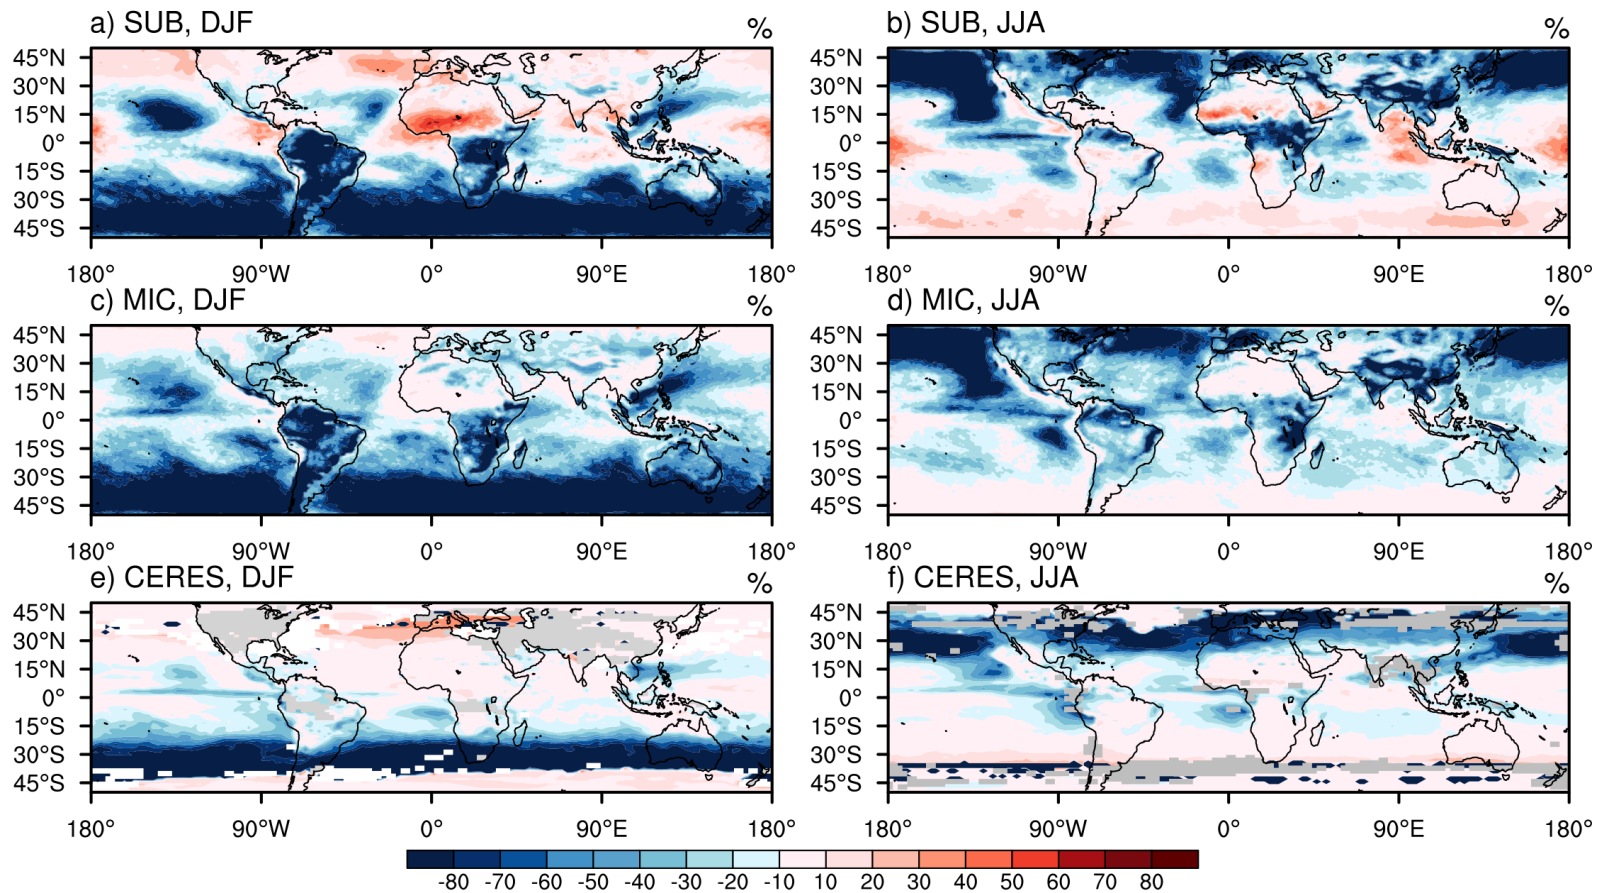 a) SUB, DJF %
b) SUB, JJA %
45°N 45°N
30°N 30°N
15°N 15°N
0° 0°
15°S 15°S
30°S 30°S
45°S 45°S
180° 90°W 0° 90°E 180° 180° 90°W 0° 90°E 180°
c) MIC, DJF %
d) MIC, JJA %
45°N 45°N
30°N 30°N
15°N 15°N
0° 0°
15°S 15°S
30°S 30°S
45°S 45°S
180° 90°W 0° 90°E 180° 180° 90°W 0° 90°E 180°
e) CERES, DJF %
f) CERES, JJA %
45°N 45°N
30°N 30°N
15°N 15°N
0° 0°
15°S 15°S
30°S 30°S
45°S 45°S
180° 90°W 0° 90°E 180° 180° 90°W 0° 90°E 180°
-80 -70 -60 -50 -40 -30 -20 -10 10 20 30 40 50 60 70 80